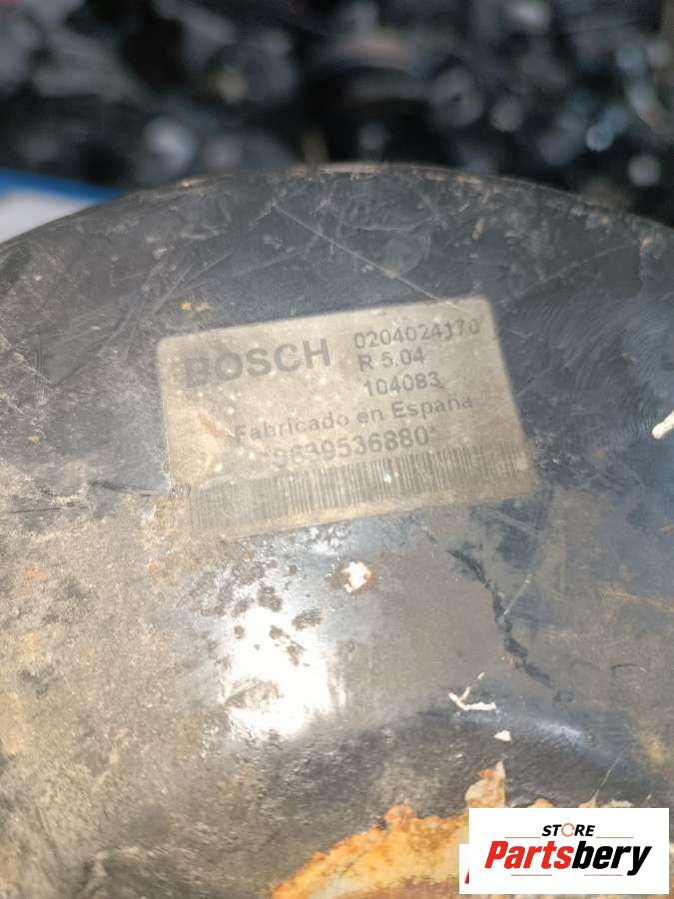 BOSCH 0204024170
R 5.04
104083
Fabricado en España
*9639536880*
STORE
Partsbery